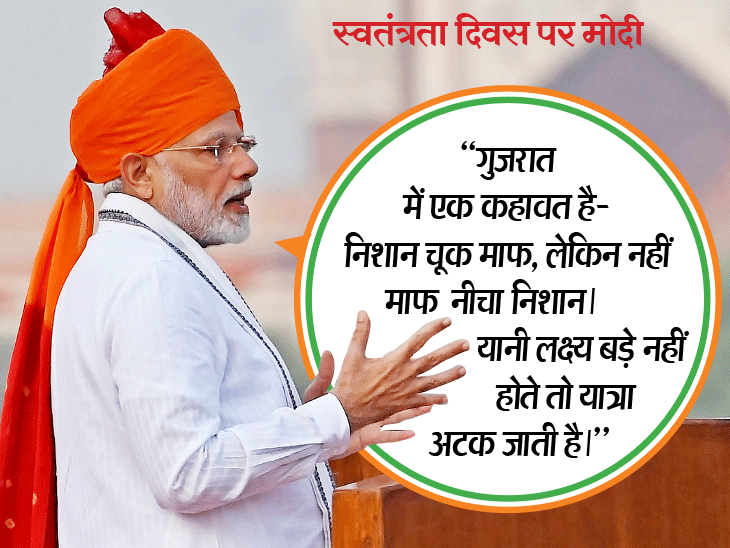 स्वतंत्रता दिवस पर मोदी
“गुजरात
में एक कहावत है-
निशान चूक माफ, लेकिन नहीं
माफ नीचा निशान।
यानी लक्ष्य बड़े नहीं
होते तो यात्रा
अटक जाती है।”